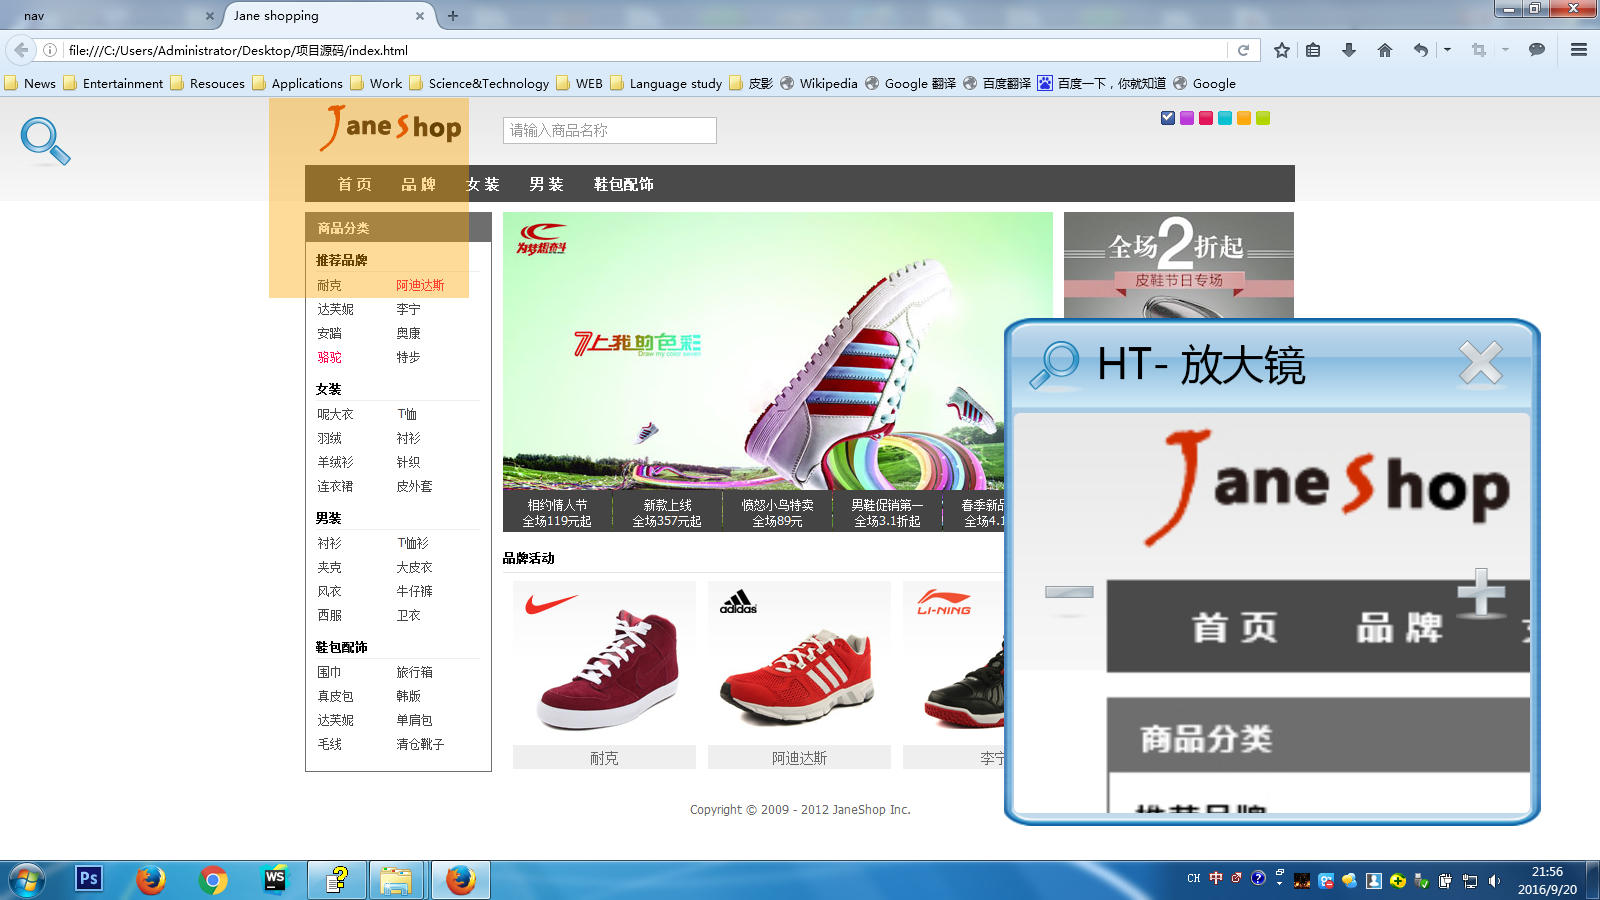 nav
Jane shopping
file:///C:/Users/Administrator/Desktop/项目源码/index.html
News Entertainment Resouces Applications Work Science&Technology WEB Language study 皮影 Wikipedia Google 翻译 百度翻译 百度一下，你就知道 Google
Jane Shop
请输入商品名称
首 页 品 牌 女 装 男 装 鞋包配饰
商品分类
推荐品牌
耐克 阿迪达斯
达芙妮 李宁
安踏 奥康
骆驼 特步
女装
呢大衣 T恤
羽绒 衬衫
羊绒衫 针织
连衣裙 皮外套
男装
衬衫 T恤衫
夹克 大皮衣
风衣 牛仔裤
西服 卫衣
鞋包配饰
围巾 旅行箱
真皮包 韩版
达芙妮 单肩包
毛线 清仓靴子
为梦想奋斗
7上我的色彩
Draw my color seven
相约情人节
全场119元起
新款上线
全场357元起
愤怒小鸟特卖
全场89元
男鞋促销第一
全场3.1折起
春季新品
全场4.1
全场2折起
皮鞋节日专场
品牌活动
adidas
LI-NING
耐克
阿迪达斯
李宁
Copyright © 2009 - 2012 JaneShop Inc.
HT- 放大镜
Jane Shop
首 页 品 牌
商品分类
推荐品牌
Ps
WS
CH 中
21:56
2016/9/20